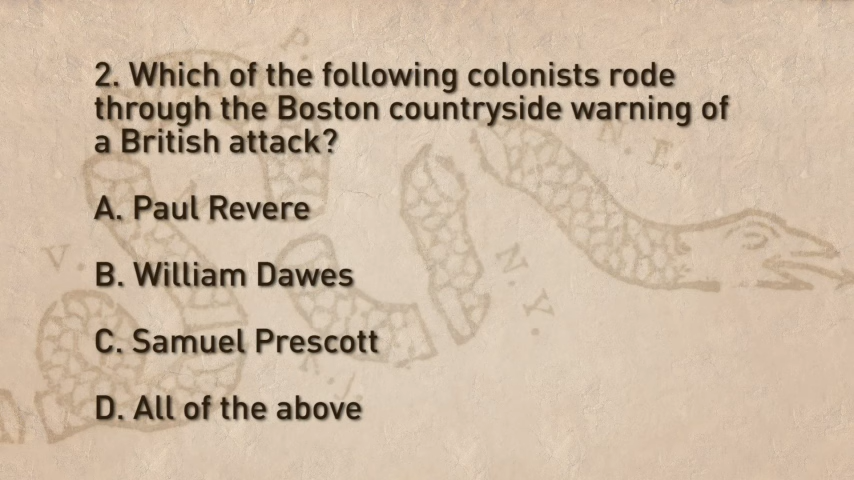 2. Which of the following colonists rode
through the Boston countryside warning of
a British attack?
A. Paul Revere
B. William Dawes
C. Samuel Prescott
D. All of the above
P.
N. E.
V.
N. Y.